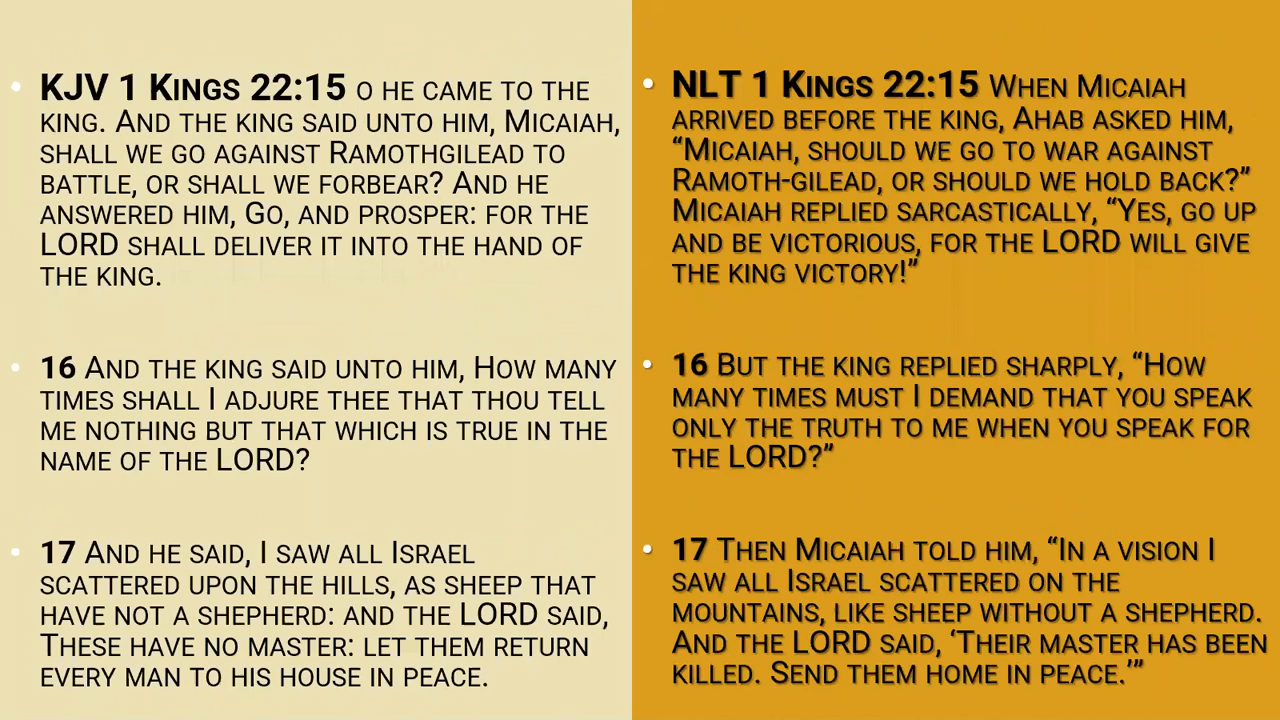 KJV 1 Kings 22:15 o he came to the
king. And the king said unto him, Micaiah,
shall we go against Ramothgilead to
battle, or shall we forbear? And he
answered him, Go, and prosper: for the
LORD shall deliver it into the hand of
the king.
16 And the king said unto him, How many
times shall I adjure thee that thou tell
me nothing but that which is true in the
name of the LORD?
17 And he said, I saw all Israel
scattered upon the hills, as sheep that
have not a shepherd: and the LORD said,
These have no master: let them return
every man to his house in peace.
NLT 1 Kings 22:15 When Micaiah
arrived before the king, Ahab asked him,
“Micaiah, should we go to war against
Ramoth-gilead, or should we hold back?”
Micaiah replied sarcastically, “Yes, go up
and be victorious, for the LORD will give
the king victory!”
16 But the king replied sharply, “How
many times must I demand that you speak
only the truth to me when you speak for
the LORD?”
17 Then Micaiah told him, “In a vision I
saw all Israel scattered on the
mountains, like sheep without a shepherd.
And the LORD said, ‘Their master has been
killed. Send them home in peace.’”